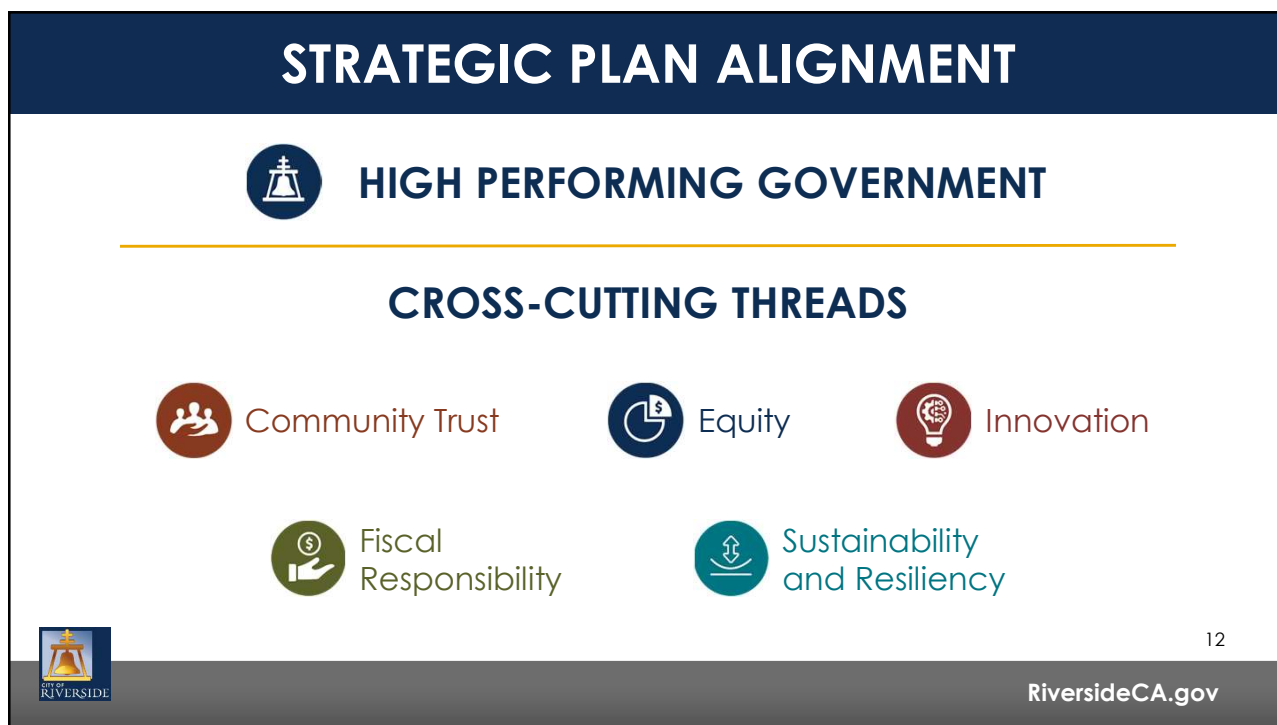 STRATEGIC PLAN ALIGNMENT
HIGH PERFORMING GOVERNMENT
CROSS-CUTTING THREADS
Community Trust
$
Equity
Innovation
$
Fiscal
Responsibility
Sustainability
and Resiliency
12
CITY OF
RIVERSIDE
RiversideCA.gov